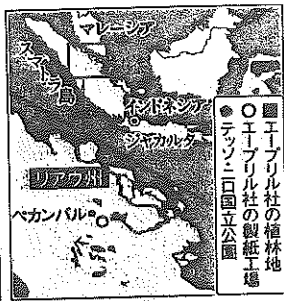 マレーシア
スマトラ島
インドネシア
ジャカルタ
リアウ州
ペカンバル
■エープリル社の植林地
○エープリル社の製紙工場
●テッソ・ニロ国立公園